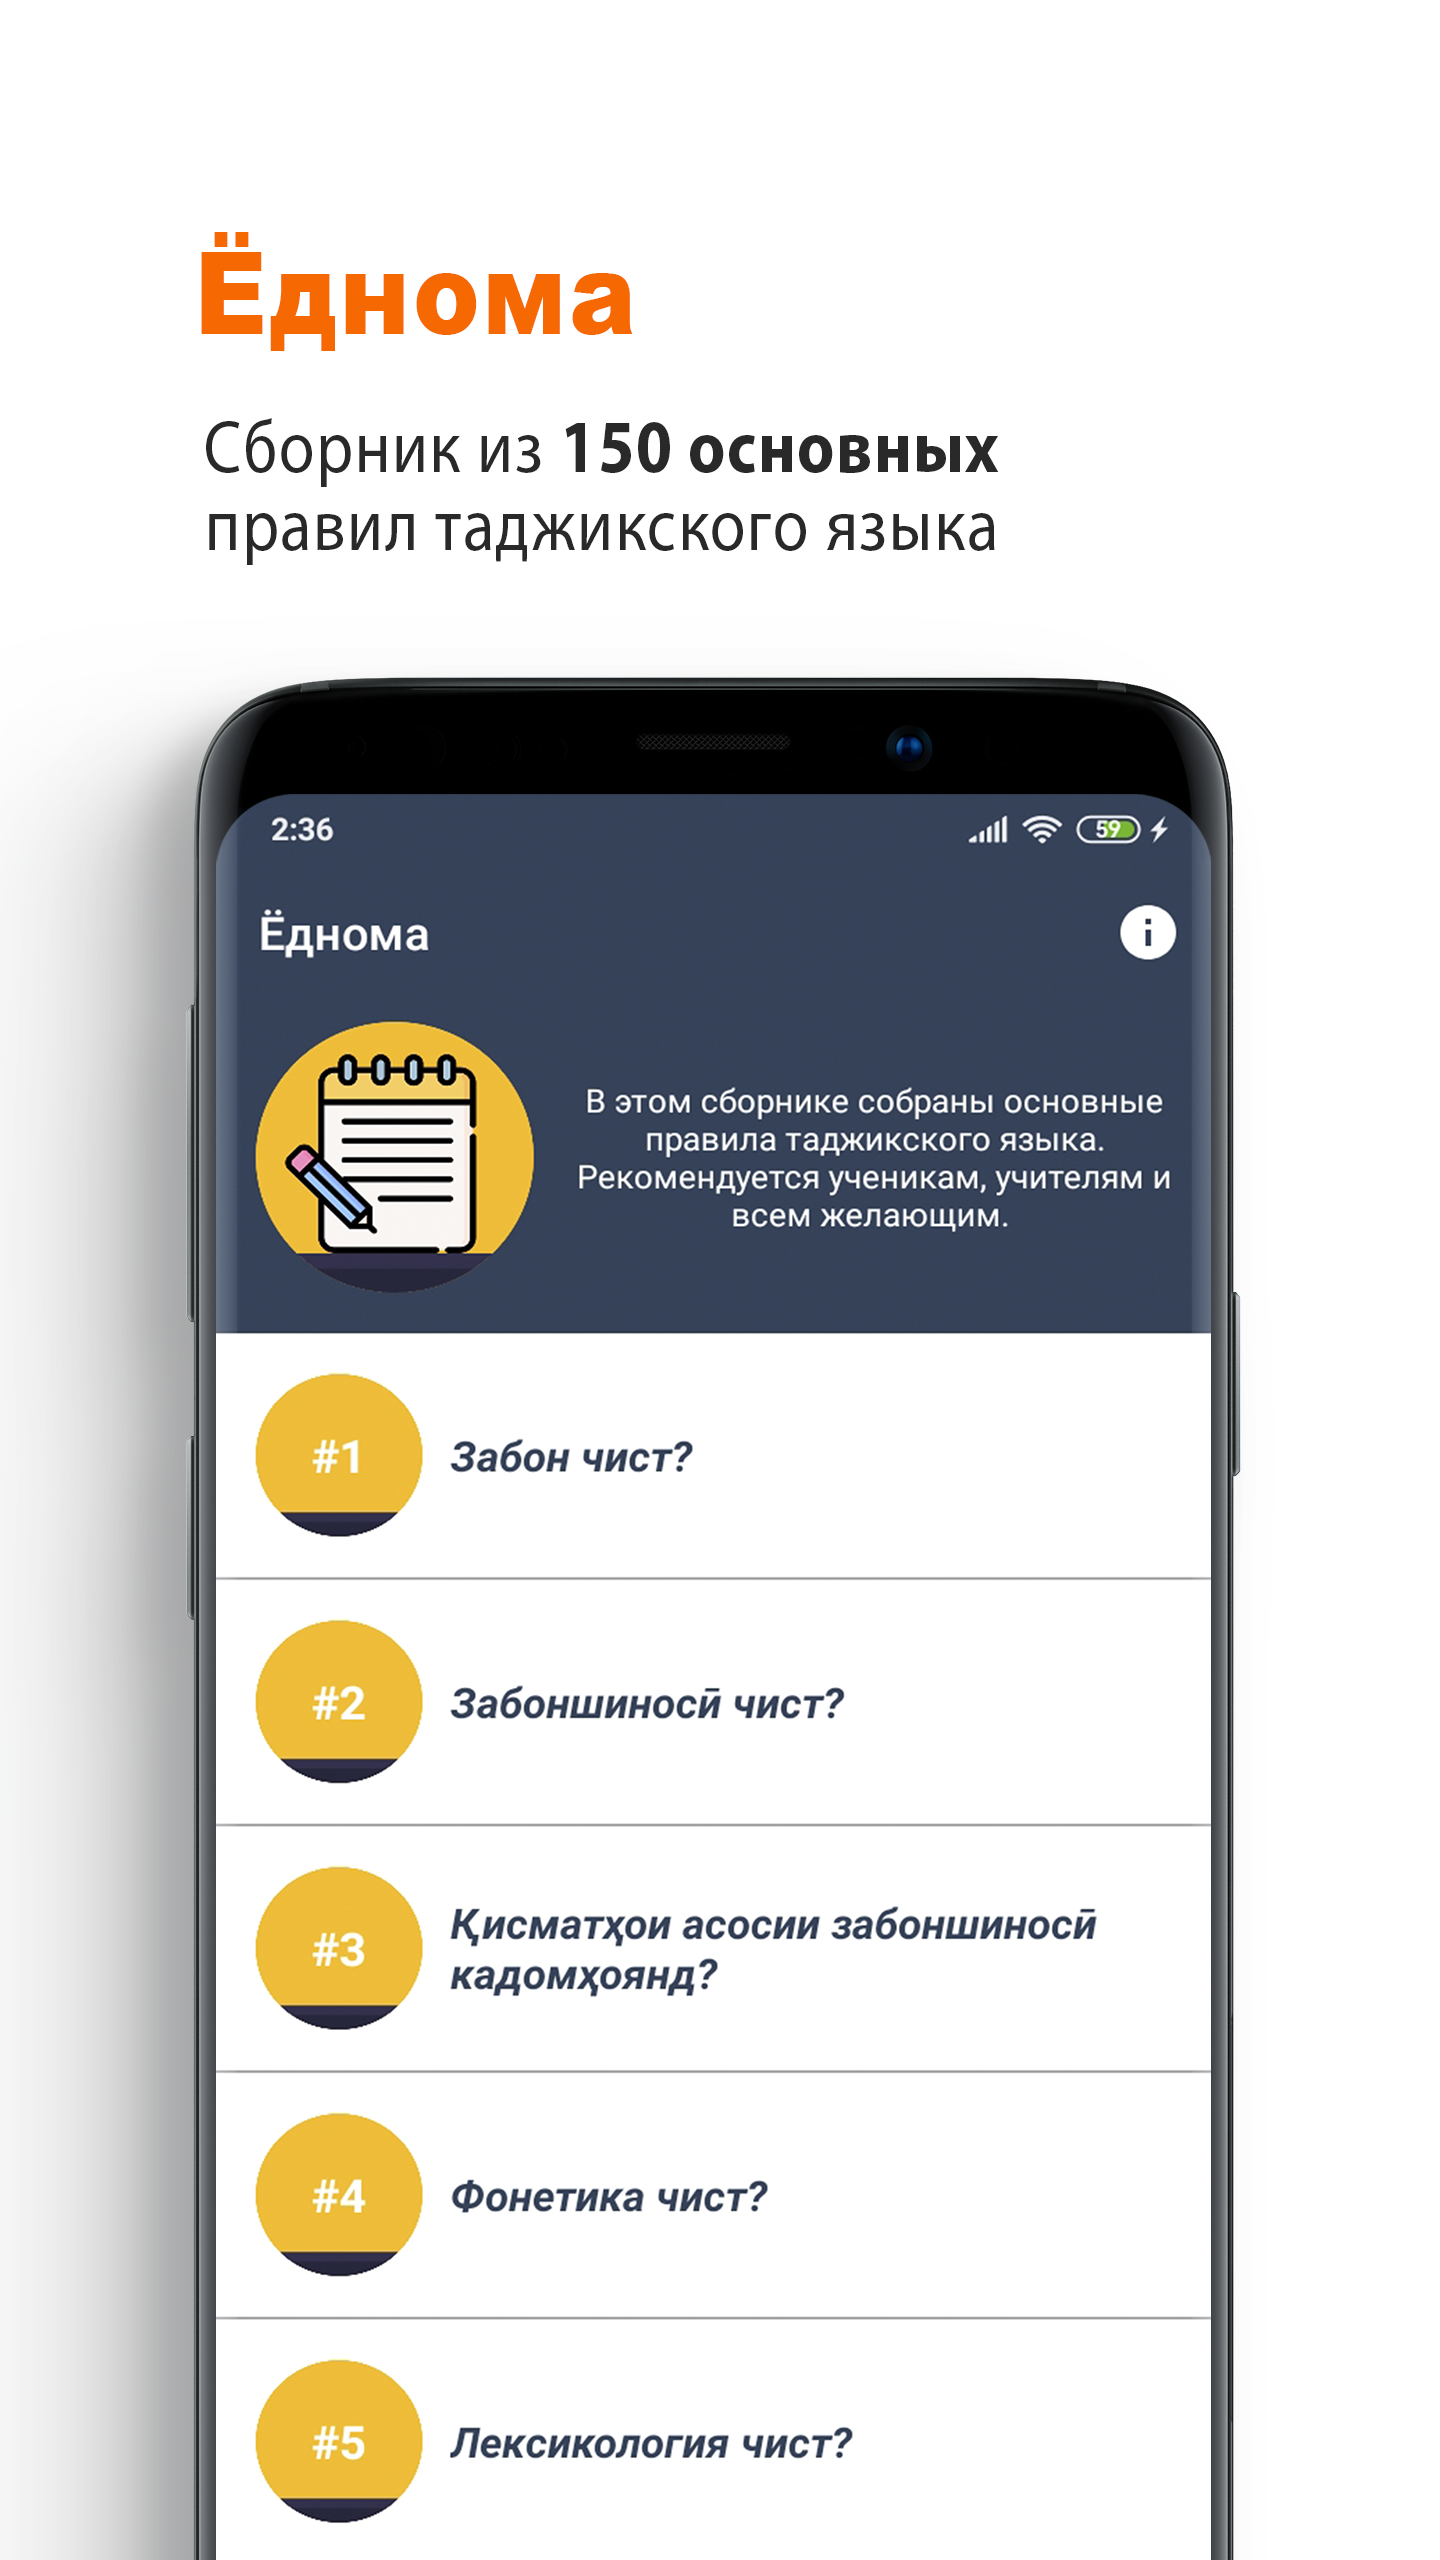 Ёднома
Сборник из 150 основных
правил таджикского языка
2:36
59
Ёднома
i
В этом сборнике собраны основные
правила таджикского языка.
Рекомендуется ученикам, учителям и
всем желающим.
#1
Забон чист?
#2
Забоншиносӣ чист?
#3
Қисматҳои асосии забоншиносӣ
кадомҳоянд?
#4
Фонетика чист?
#5
Лексикология чист?